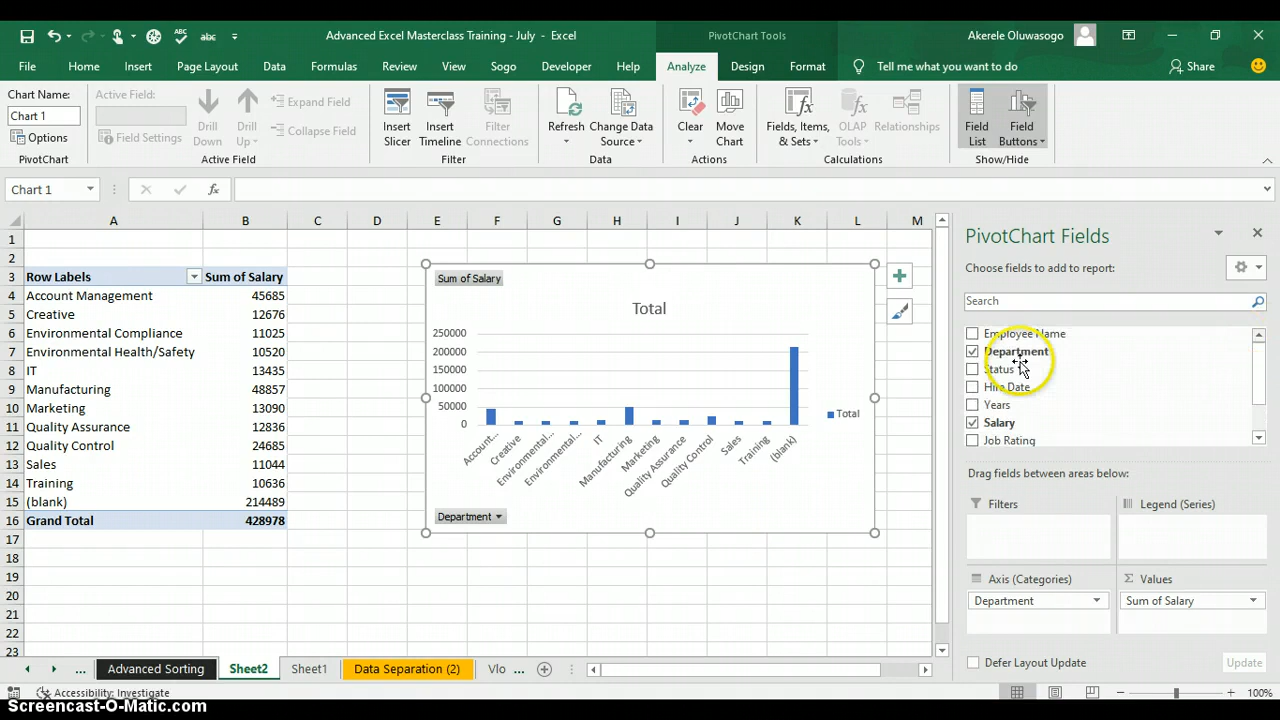 Advanced Excel Masterclass Training - July - Excel
PivotChart Tools
Akerele Oluwasogo
File Home Insert Page Layout Data Formulas Review View Sogo Developer Help Analyze Design Format Tell me what you want to do Share
Chart Name:
Chart 1
Options
PivotChart
Active Field:
Field Settings
Drill Down
Drill Up
Expand Field
Collapse Field
Active Field
Insert Slicer
Insert Timeline
Filter Connections
Filter
Refresh
Change Data Source
Data
Clear
Move Chart
Actions
Fields, Items, & Sets
OLAP Tools
Relationships
Calculations
Field List
Field Buttons
Show/Hide
Chart 1
fx
A B C D E F G H I J K L M
1
2
3 Row Labels Sum of Salary
4 Account Management 45685
5 Creative 12676
6 Environmental Compliance 11025
7 Environmental Health/Safety 10520
8 IT 13435
9 Manufacturing 48857
10 Marketing 13090
11 Quality Assurance 12836
12 Quality Control 24685
13 Sales 11044
14 Training 10636
15 (blank) 214489
16 Grand Total 428978
17
18
19
20
21
22
23
Sum of Salary
Total
250000
200000
150000
100000
50000
0
Account...
Creative
Environmental...
Environmental...
IT
Manufacturing
Marketing
Quality Assurance
Quality Control
Sales
Training
(blank)
Total
Department
PivotChart Fields
Choose fields to add to report:
Search
Employee Name
Department
Status
Hire Date
Years
Salary
Job Rating
Drag fields between areas below:
Filters
Legend (Series)
Axis (Categories)
Values
Department
Sum of Salary
Defer Layout Update
Update
... Advanced Sorting Sheet2 Sheet1 Data Separation (2) Vlo ...
Accessibility: Investigate
100%
Screencast-O-Matic.com